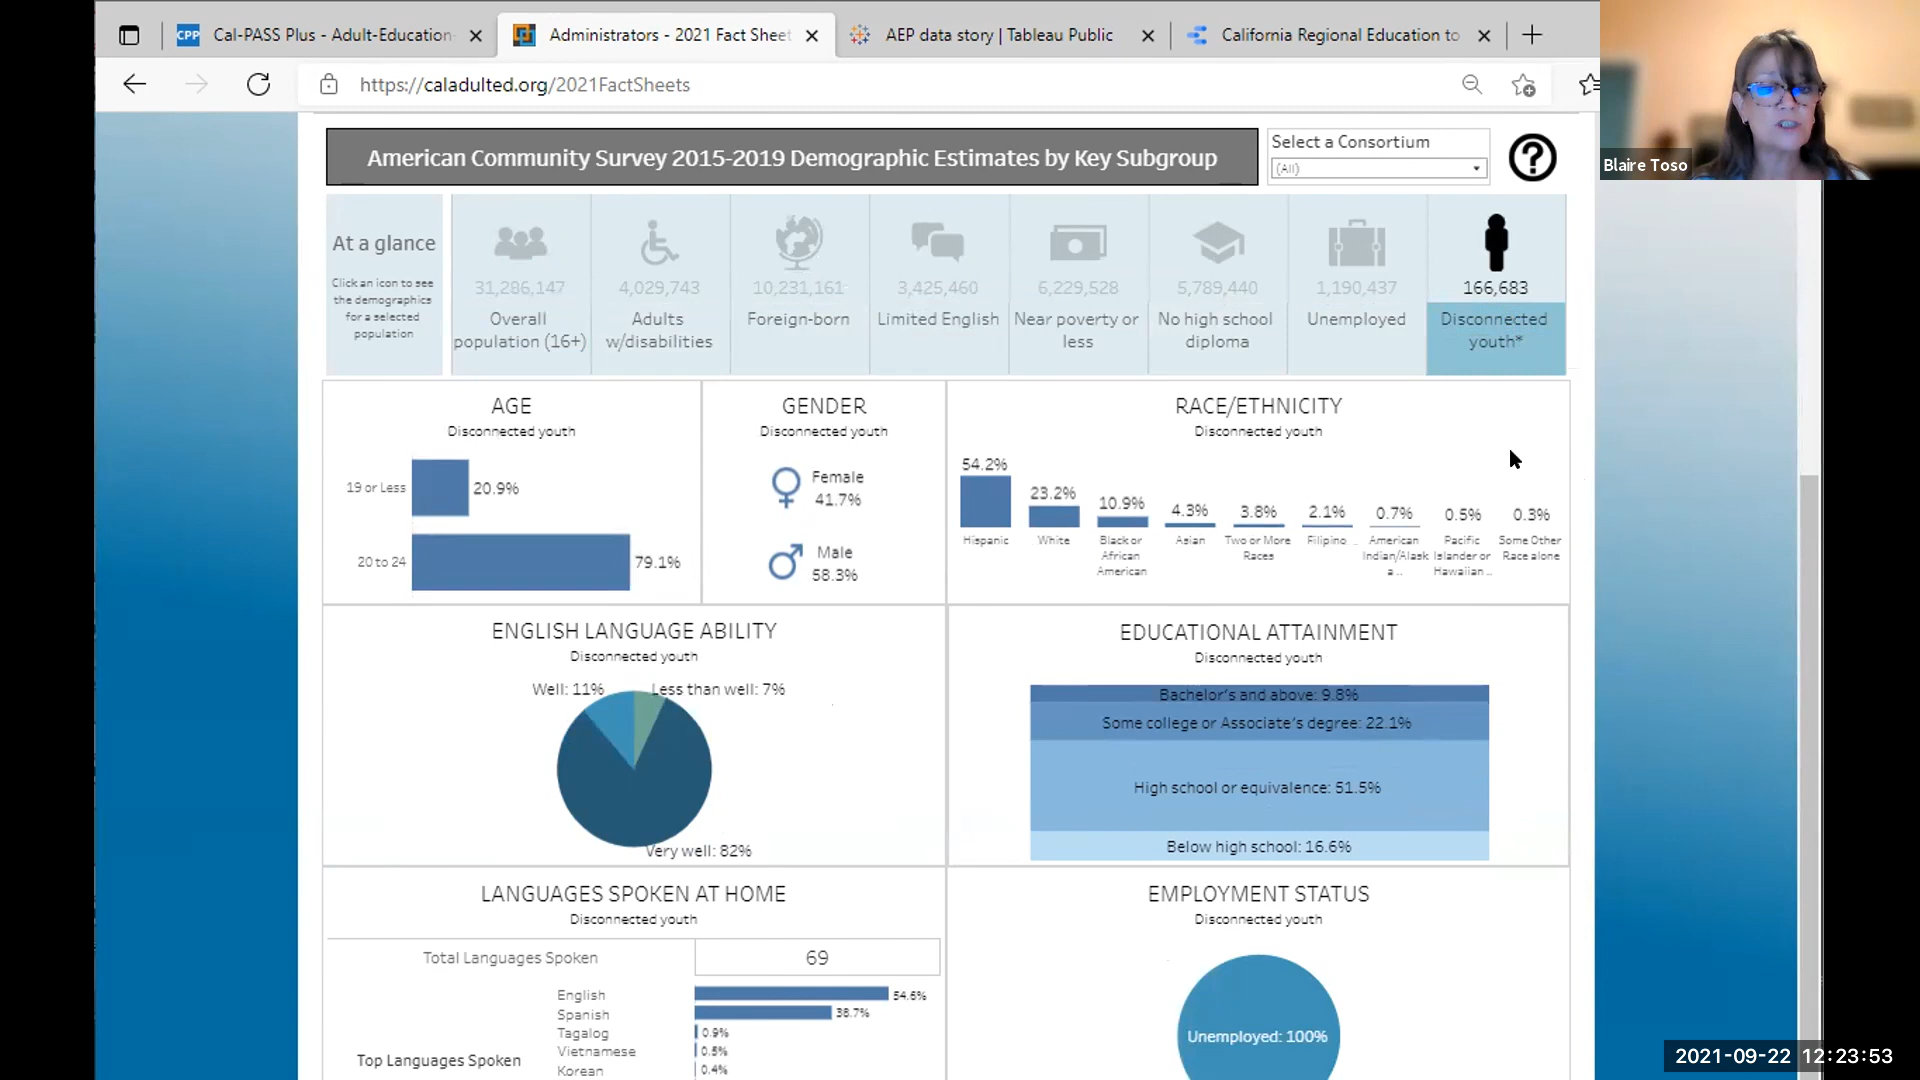 CPP Cal-PASS Plus - Adult-Education
Administrators - 2021 Fact Sheet
AEP data story | Tableau Public
California Regional Education to
https://caladulted.org/2021FactSheets
Blaire Toso
American Community Survey 2015-2019 Demographic Estimates by Key Subgroup
Select a Consortium
(All)
?
At a glance
Click an icon to see
the demographics
for a selected
population
31,286,147
Overall
population (16+)
4,029,743
Adults
w/disabilities
10,231,161
Foreign-born
3,425,460
Limited English
6,229,528
Near poverty or
less
5,789,440
No high school
diploma
1,190,437
Unemployed
166,683
Disconnected
youth*
AGE
Disconnected youth
19 or Less
20.9%
20 to 24
79.1%
GENDER
Disconnected youth
Female
41.7%
Male
58.3%
RACE/ETHNICITY
Disconnected youth
54.2%
Hispanic
23.2%
White
10.9%
Black or
African
American
4.3%
Asian
3.8%
Two or More
Races
2.1%
Filipino ..
0.7%
American
Indian/Alask
a ..
0.5%
Pacific
Islander or
Hawaiian ..
0.3%
Some Other
Race alone
ENGLISH LANGUAGE ABILITY
Disconnected youth
Well: 11%
Less than well: 7%
Very well: 82%
EDUCATIONAL ATTAINMENT
Disconnected youth
Bachelor's and above: 9.8%
Some college or Associate's degree: 22.1%
High school or equivalence: 51.5%
Below high school: 16.6%
LANGUAGES SPOKEN AT HOME
Disconnected youth
Total Languages Spoken
69
Top Languages Spoken
English
54.6%
Spanish
38.7%
Tagalog
0.9%
Vietnamese
0.5%
Korean
0.4%
EMPLOYMENT STATUS
Disconnected youth
Unemployed: 100%
2021-09-22 12:23:53